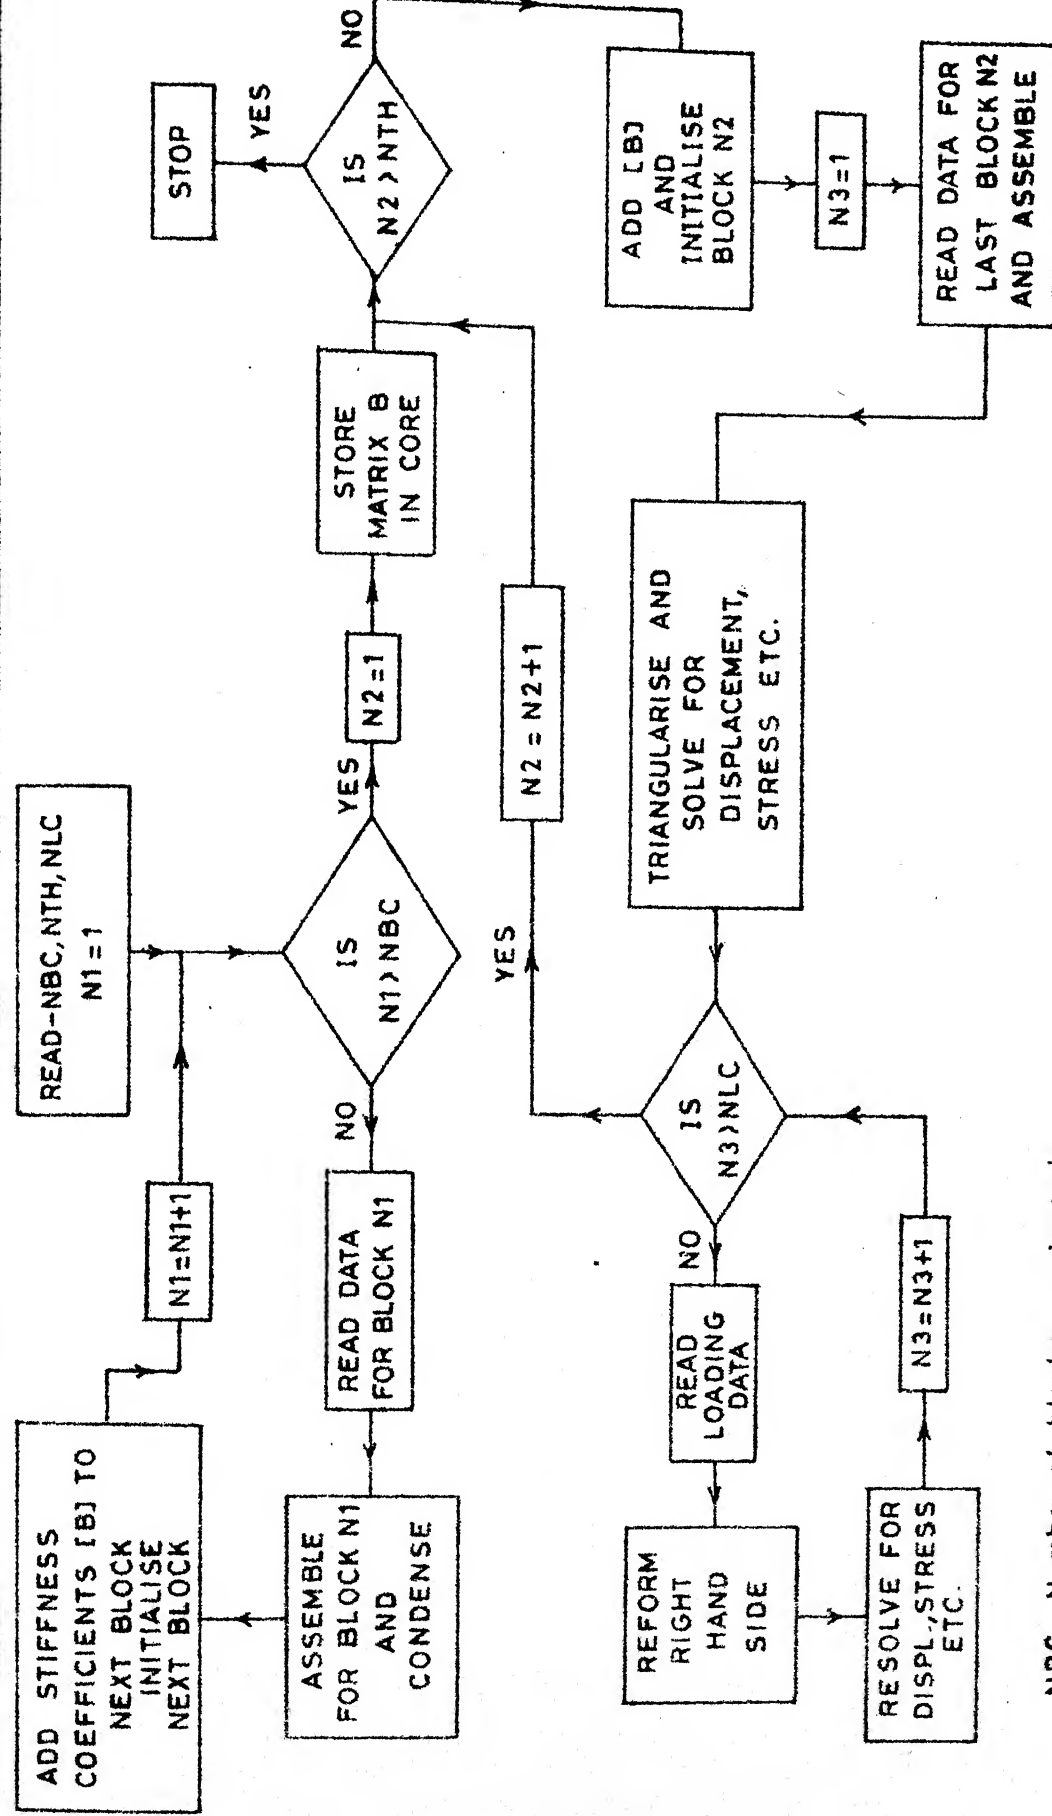 READ-NBC, NTH, NLC
N1 = 1
N1=N1+1
ADD STIFFNESS
COEFFICIENTS [B] TO
NEXT BLOCK
INITIALISE
NEXT BLOCK
IS
N1 > NBC
YES
NO
READ DATA
FOR BLOCK N1
ASSEMBLE
FOR BLOCK N1
AND
CONDENSE
N2=1
STORE
MATRIX B
IN CORE
IS
N2 > NTH
YES
STOP
NO
ADD [B]
AND
INITIALISE
BLOCK N2
N3=1
READ DATA FOR
LAST BLOCK N2
AND ASSEMBLE
TRIANGULARISE AND
SOLVE FOR
DISPLACEMENT,
STRESS ETC.
IS
N3>NLC
YES
N2 = N2+1
NO
READ
LOADING
DATA
REFORM
RIGHT
HAND
SIDE
RESOLVE FOR
DISPL.,STRESS
ETC.
N3=N3+1